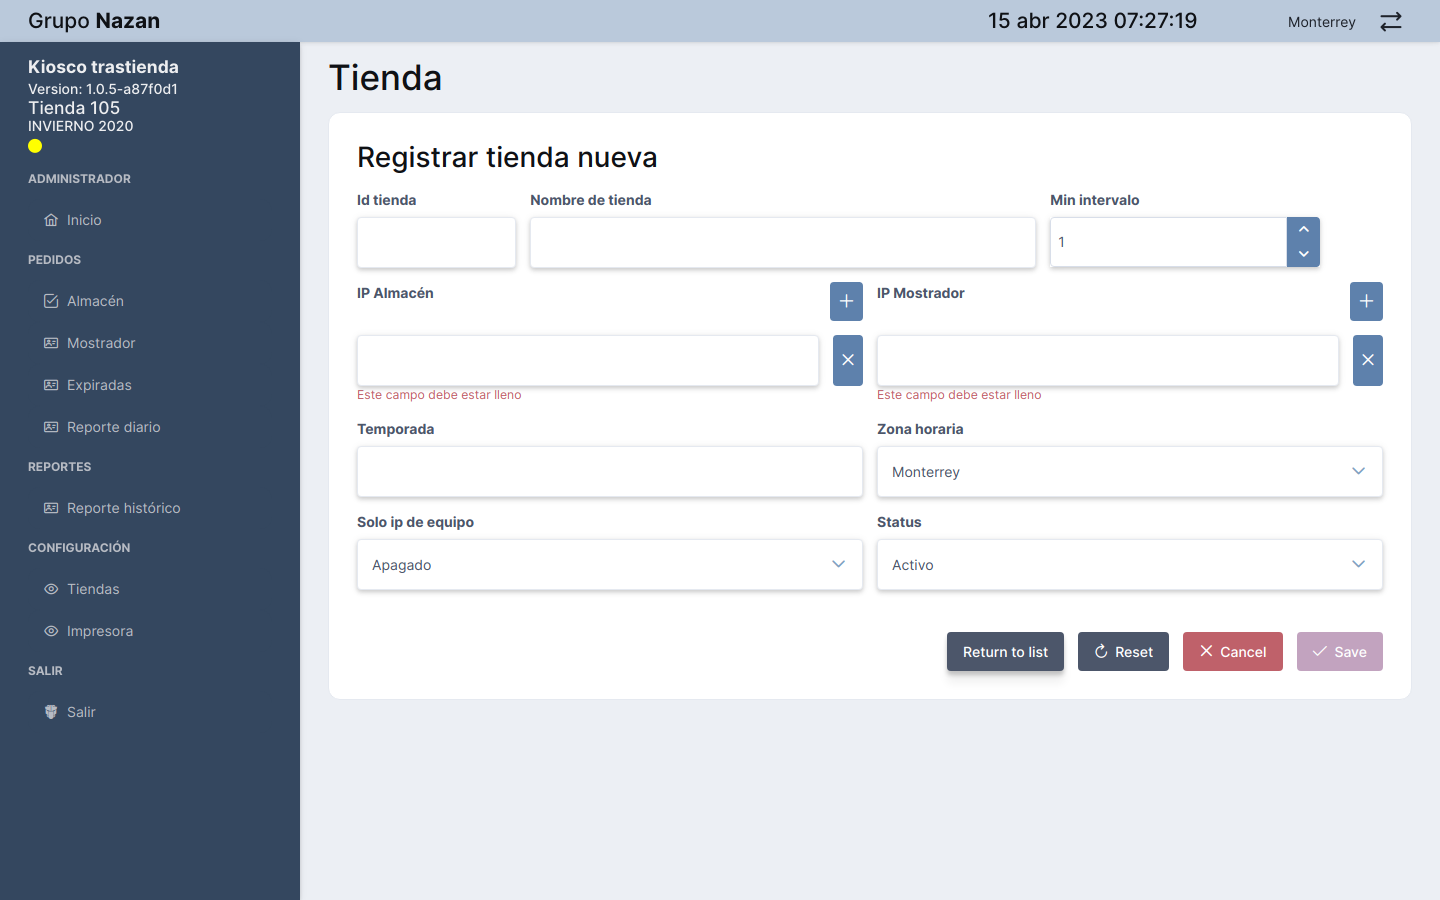 Grupo Nazan
15 abr 2023 07:27:19
Monterrey
Kiosco trastienda
Version: 1.0.5-a87f0d1
Tienda 105
INVIERNO 2020
ADMINISTRADOR
Inicio
PEDIDOS
Almacén
Mostrador
Expiradas
Reporte diario
REPORTES
Reporte histórico
CONFIGURACIÓN
Tiendas
Impresora
SALIR
Salir
Tienda
Registrar tienda nueva
Id tienda
Nombre de tienda
Min intervalo
1
IP Almacén
IP Mostrador
Este campo debe estar lleno
Este campo debe estar lleno
Temporada
Zona horaria
Monterrey
Solo ip de equipo
Status
Apagado
Activo
Return to list
Reset
Cancel
Save